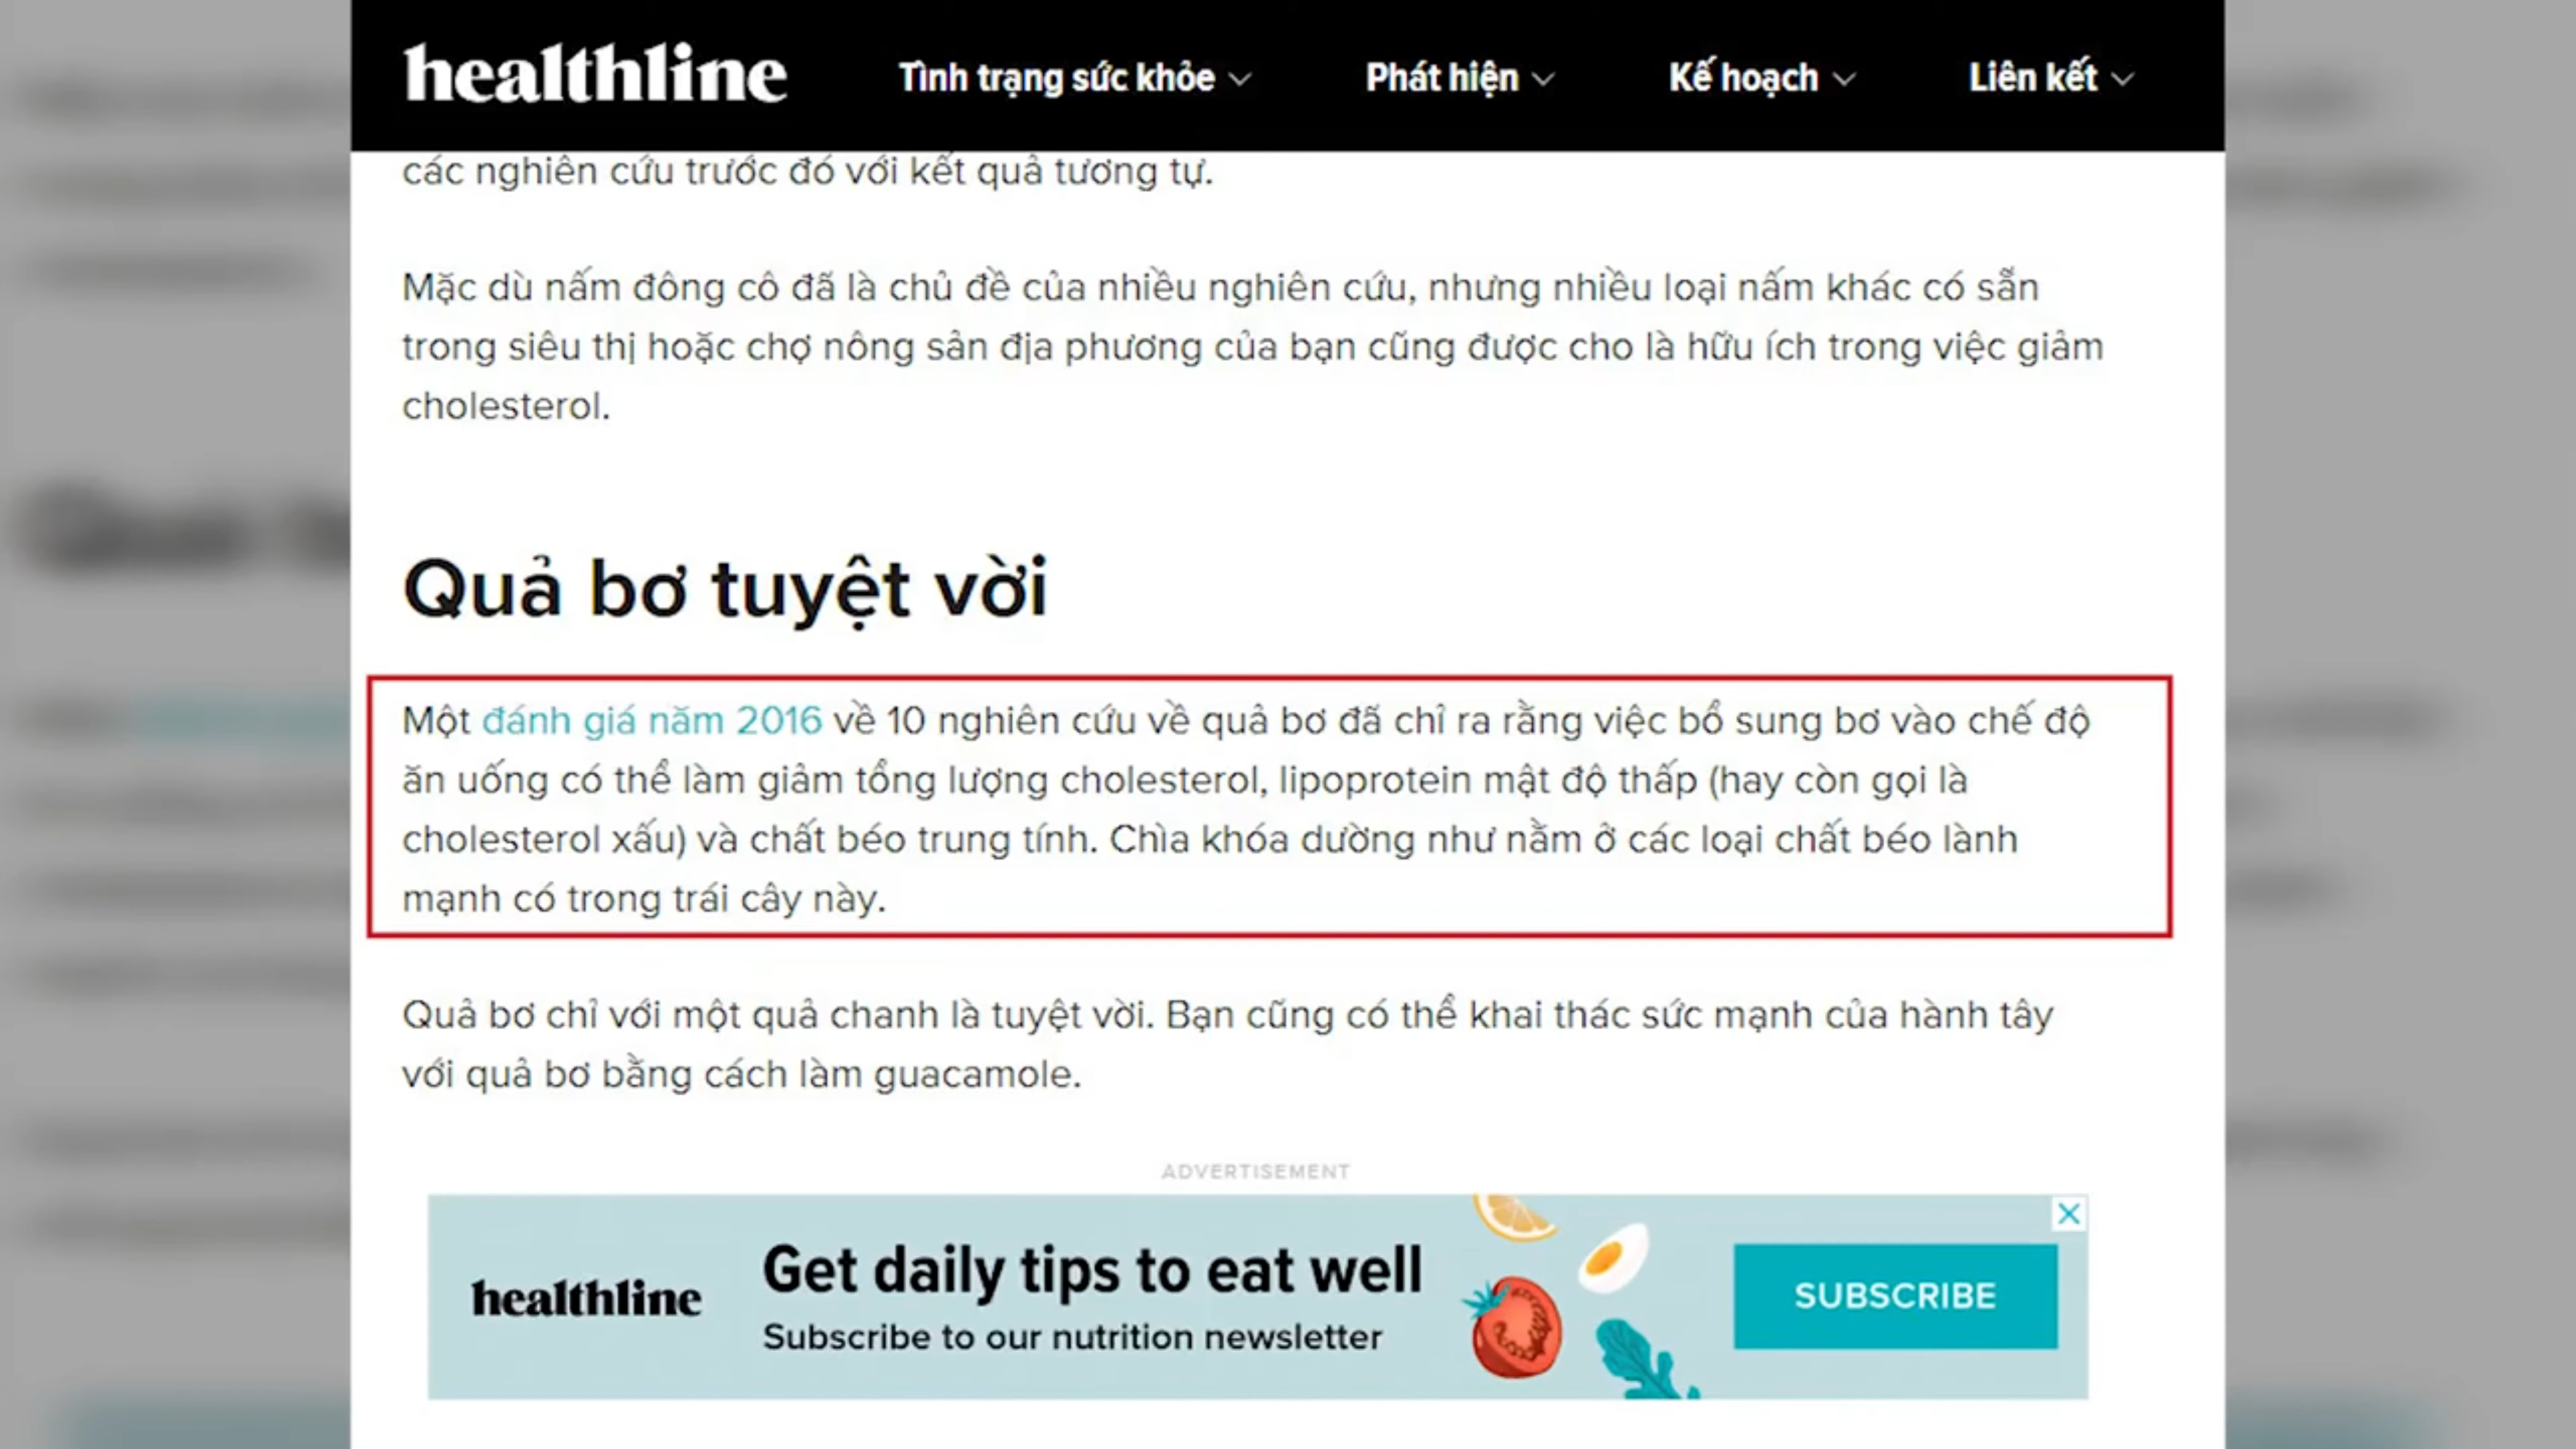 healthline
Tình trạng sức khỏe
Phát hiện
Kế hoạch
Liên kết
các nghiên cứu trước đó với kết quả tương tự.
Mặc dù nấm đông cô đã là chủ đề của nhiều nghiên cứu, nhưng nhiều loại nấm khác có sẵn
trong siêu thị hoặc chợ nông sản địa phương của bạn cũng được cho là hữu ích trong việc giảm
cholesterol.
Quả bơ tuyệt vời
Một đánh giá năm 2016 về 10 nghiên cứu về quả bơ đã chỉ ra rằng việc bổ sung bơ vào chế độ
ăn uống có thể làm giảm tổng lượng cholesterol, lipoprotein mật độ thấp (hay còn gọi là
cholesterol xấu) và chất béo trung tính. Chìa khóa dường như nằm ở các loại chất béo lành
mạnh có trong trái cây này.
Quả bơ chỉ với một quả chanh là tuyệt vời. Bạn cũng có thể khai thác sức mạnh của hành tây
với quả bơ bằng cách làm guacamole.
ADVERTISEMENT
healthline
Get daily tips to eat well
Subscribe to our nutrition newsletter
SUBSCRIBE